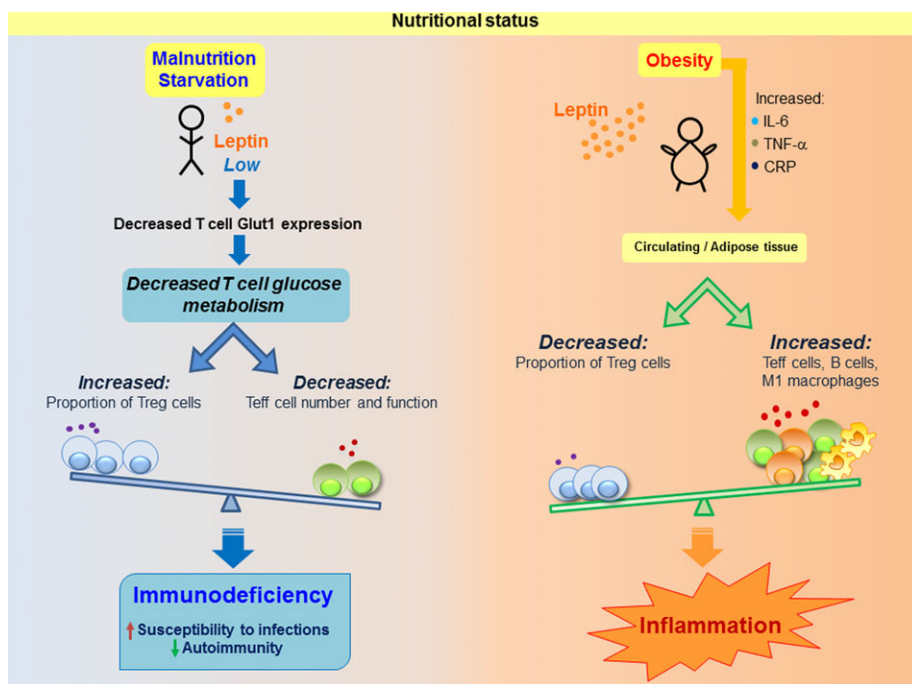 Nutritional status
Malnutrition
Starvation
Leptin
Low
Decreased T cell Glut1 expression
Decreased T cell glucose
metabolism
Increased:
Proportion of Treg cells
Decreased:
Teff cell number and function
Immunodeficiency
Susceptibility to infections
Autoimmunity
Obesity
Leptin
Increased:
IL-6
TNF-α
CRP
Circulating / Adipose tissue
Decreased:
Proportion of Treg cells
Increased:
Teff cells, B cells,
M1 macrophages
Inflammation